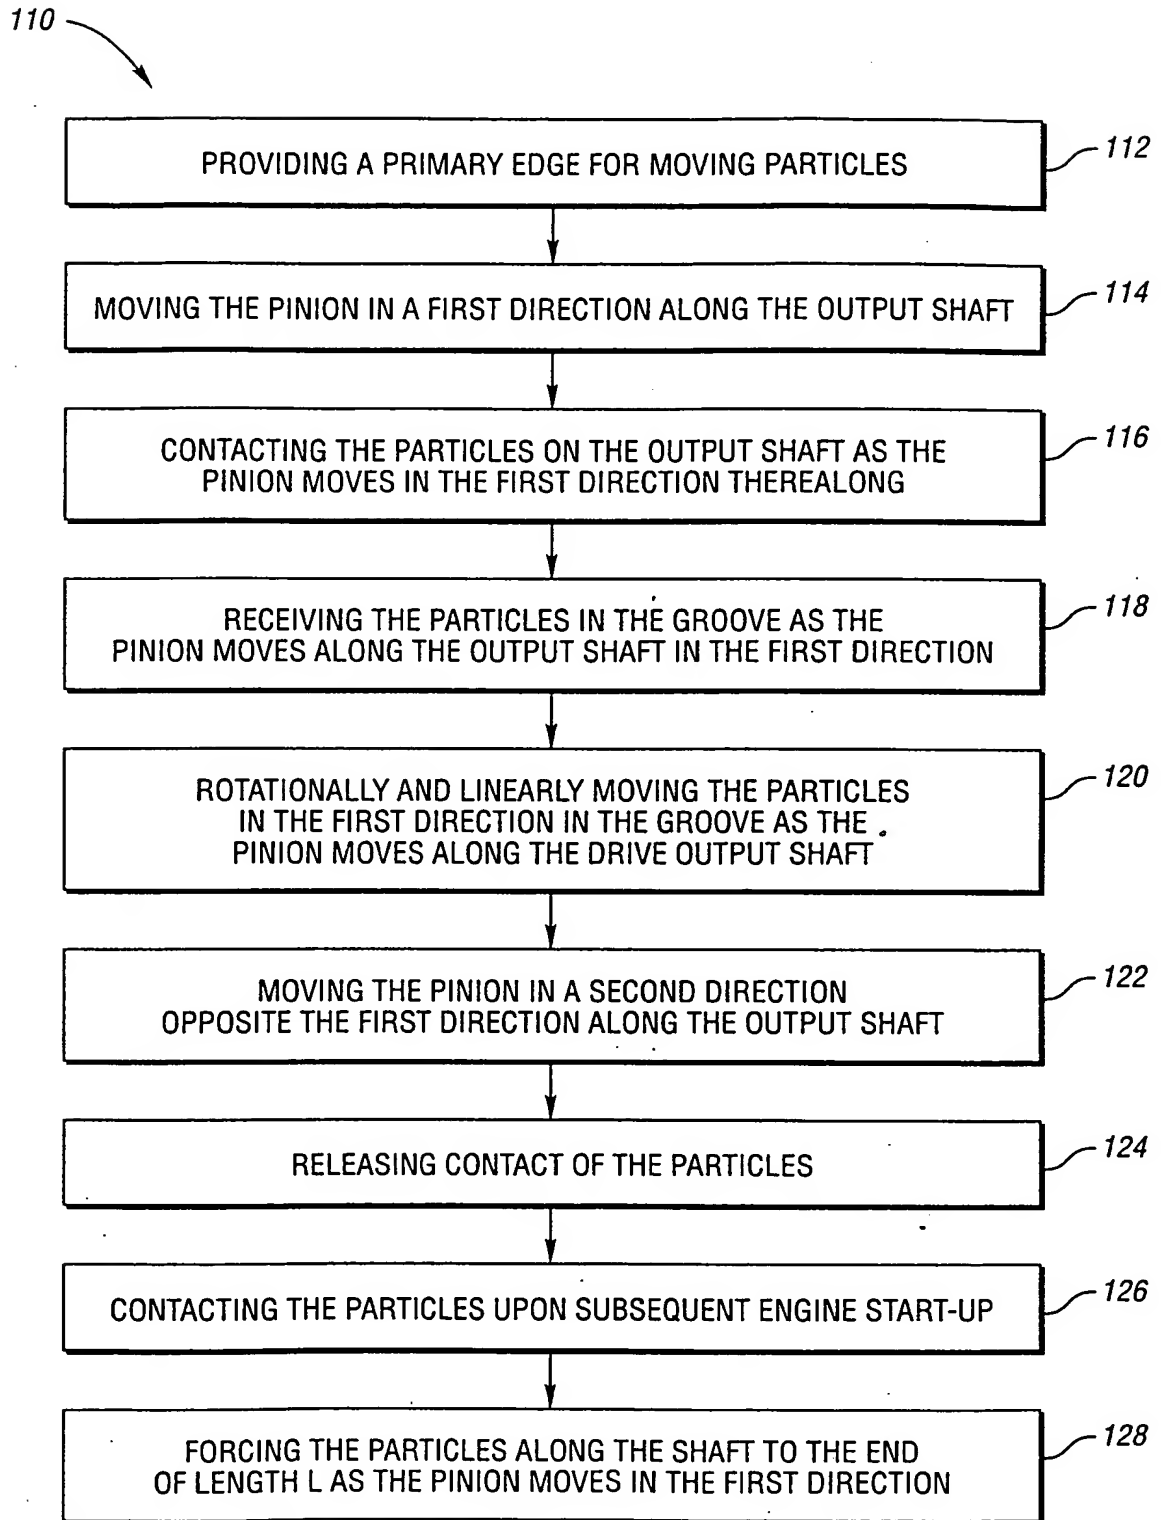 110
PROVIDING A PRIMARY EDGE FOR MOVING PARTICLES
112
MOVING THE PINION IN A FIRST DIRECTION ALONG THE OUTPUT SHAFT
114
CONTACTING THE PARTICLES ON THE OUTPUT SHAFT AS THE
PINION MOVES IN THE FIRST DIRECTION THEREALONG
116
RECEIVING THE PARTICLES IN THE GROOVE AS THE
PINION MOVES ALONG THE OUTPUT SHAFT IN THE FIRST DIRECTION
118
ROTATIONALLY AND LINEARLY MOVING THE PARTICLES
IN THE FIRST DIRECTION IN THE GROOVE AS THE
PINION MOVES ALONG THE DRIVE OUTPUT SHAFT
120
MOVING THE PINION IN A SECOND DIRECTION
OPPOSITE THE FIRST DIRECTION ALONG THE OUTPUT SHAFT
122
RELEASING CONTACT OF THE PARTICLES
124
CONTACTING THE PARTICLES UPON SUBSEQUENT ENGINE START-UP
126
FORCING THE PARTICLES ALONG THE SHAFT TO THE END
OF LENGTH L AS THE PINION MOVES IN THE FIRST DIRECTION
128